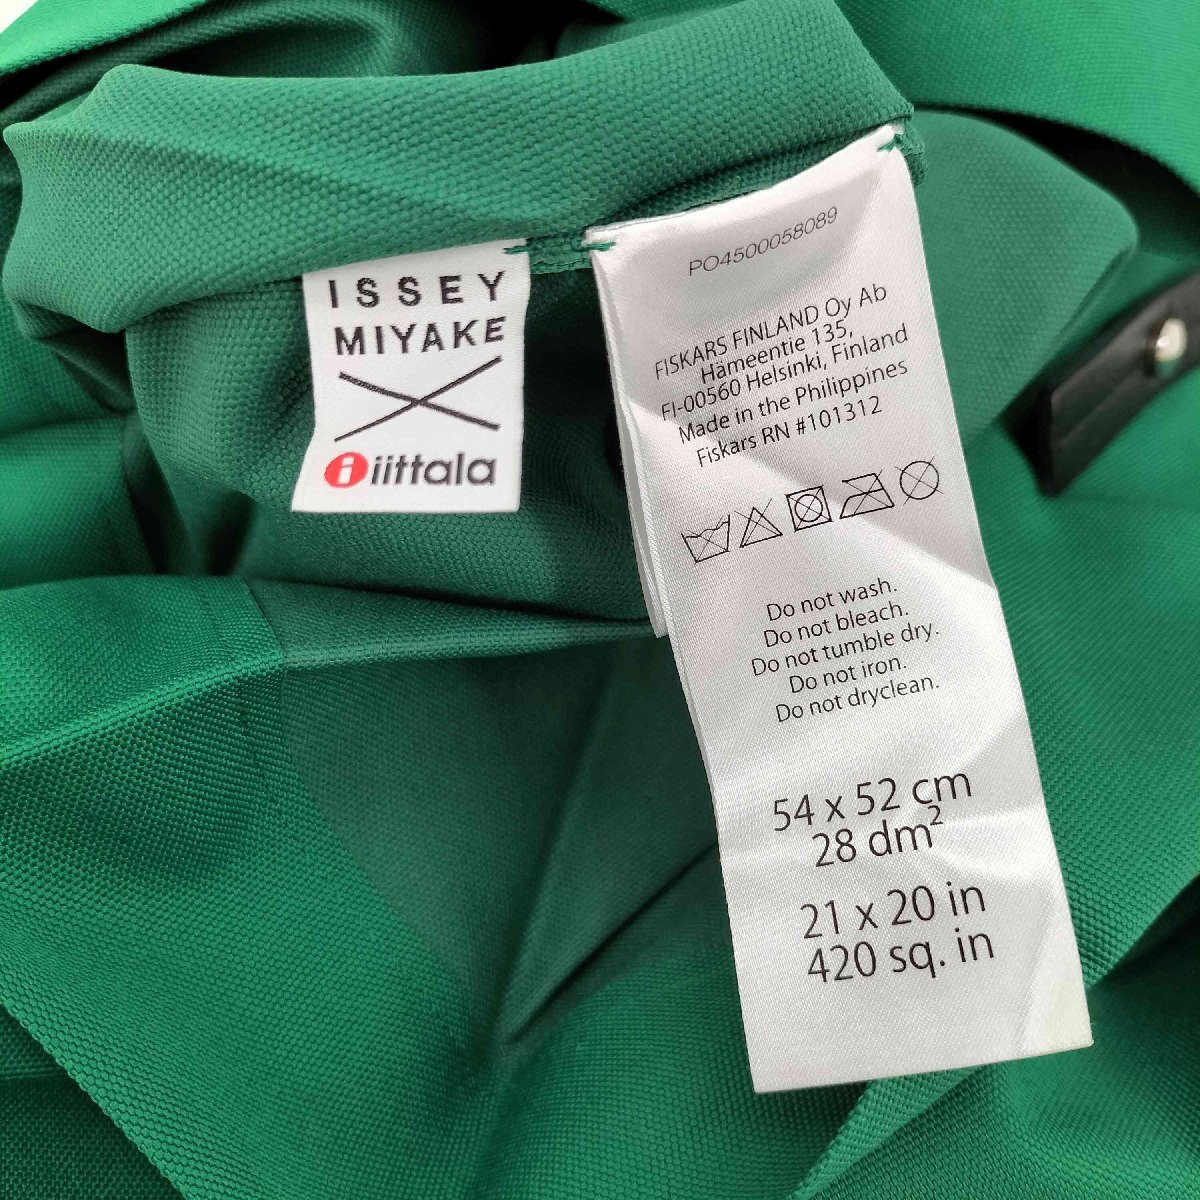 ISSEY
MIYAKE
iittala
PO4500058089
FISKARS FINLAND Oy Ab
Hämeentie 135,
FI-00560 Helsinki, Finland
Made in the Philippines
Fiskars RN #101312
Do not wash.
Do not bleach.
Do not tumble dry.
Do not iron.
Do not dryclean.
54 x 52 cm
28 dm²
21 x 20 in
420 sq. in